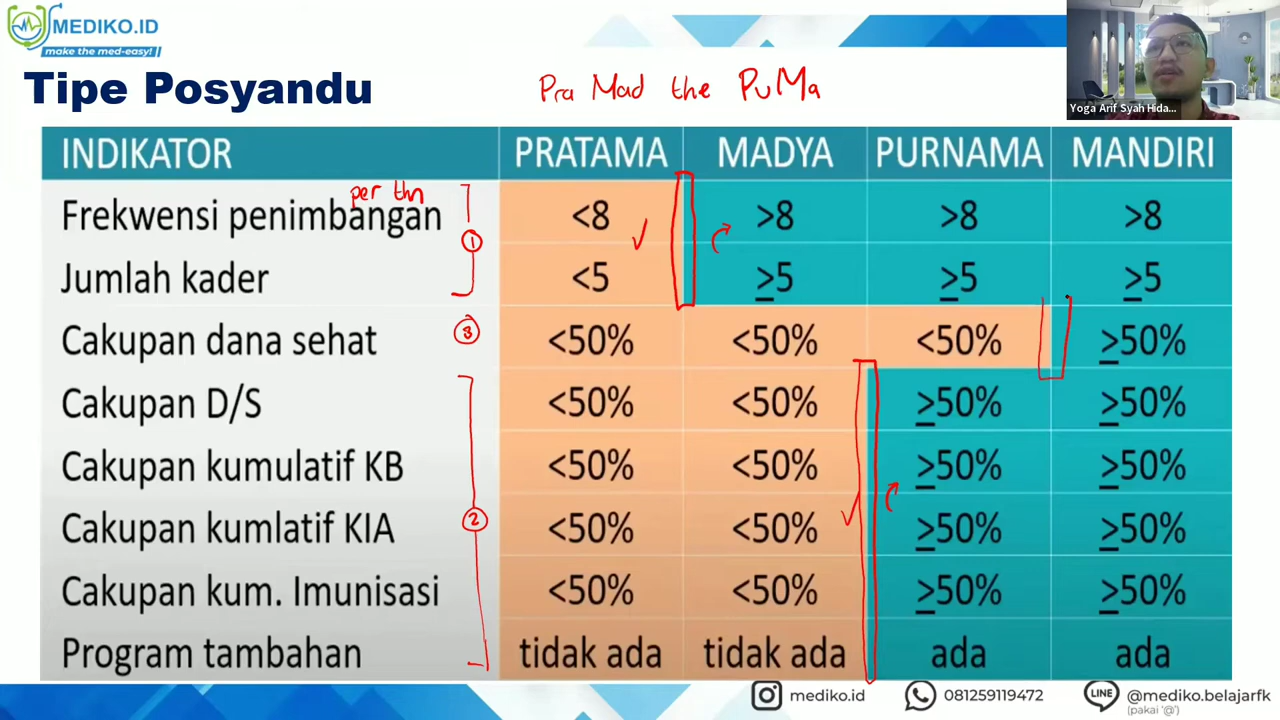 MEDIKO.ID
make the med-easy!
Tipe Posyandu
Pra Mad the PuMa
Yoga Arif Syah Hida...
INDIKATOR PRATAMA MADYA PURNAMA MANDIRI
per thn
Frekwensi penimbangan <8 >8 >8 >8
1
Jumlah kader <5 ≥5 ≥5 ≥5
3
Cakupan dana sehat <50% <50% <50% ≥50%
Cakupan D/S <50% <50% ≥50% ≥50%
Cakupan kumulatif KB <50% <50% ≥50% ≥50%
2
Cakupan kumlatif KIA <50% <50% ≥50% ≥50%
Cakupan kum. Imunisasi <50% <50% ≥50% ≥50%
Program tambahan tidak ada tidak ada ada ada
mediko.id 081259119472 LINE @mediko.belajarfk
(pakai '@')